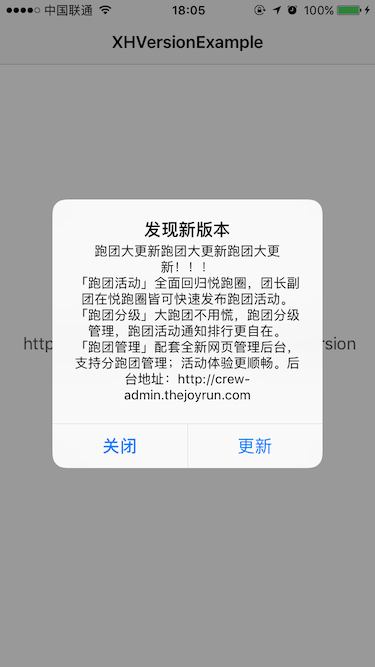 中国联通
18:05
100%
XHVersionExample
发现新版本
跑团大更新跑团大更新跑团大更
新！！！
「跑团活动」全面回归悦跑圈，团长副
团在悦跑圈皆可快速发布跑团活动。
「跑团分级」大跑团不用慌，跑团分级
管理，跑团活动通知排行更自在。
「跑团管理」配套全新网页管理后台，
支持分跑团管理；活动体验更顺畅。后
台地址：http://crew-
admin.thejoyrun.com
关闭
更新